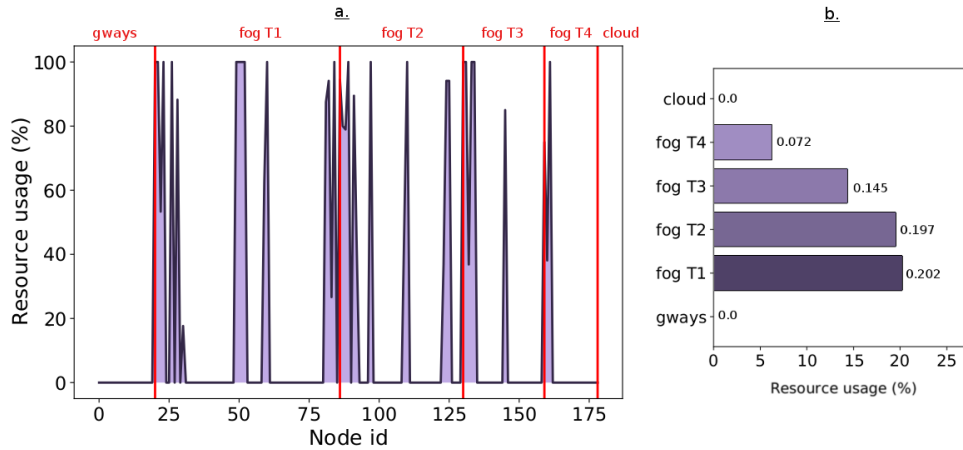 a.
gways fog T1 fog T2 fog T3 fog T4 cloud
100
80
60
40
20
0
Resource usage (%)
0 25 50 75 100 125 150 175
Node id
b.
cloud 0.0
fog T4 0.072
fog T3 0.145
fog T2 0.197
fog T1 0.202
gways 0.0
0 5 10 15 20 25
Resource usage (%)